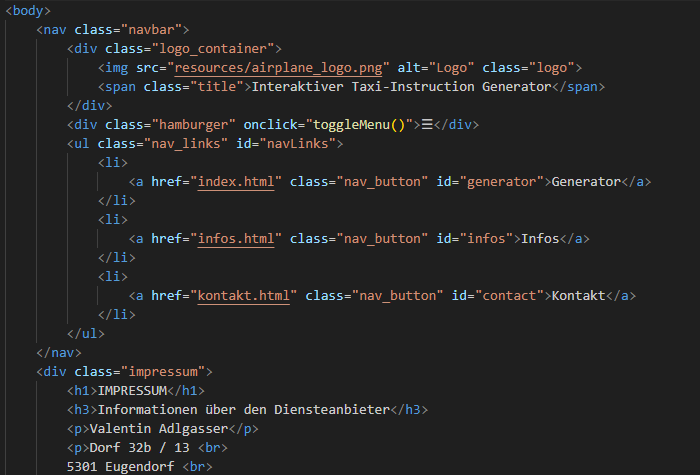 <body>
<nav class="navbar">
<div class="logo_container">
<img src="resources/airplane_logo.png" alt="Logo" class="logo">
<span class="title">Interaktiver Taxi-Instruction Generator</span>
</div>
<div class="hamburger" onclick="toggleMenu()">☰</div>
<ul class="nav_links" id="navLinks">
<li>
<a href="index.html" class="nav_button" id="generator">Generator</a>
</li>
<li>
<a href="infos.html" class="nav_button" id="infos">Infos</a>
</li>
<li>
<a href="kontakt.html" class="nav_button" id="contact">Kontakt</a>
</li>
</ul>
</nav>
<div class="impressum">
<h1>IMPRESSUM</h1>
<h3>Informationen über den Diensteanbieter</h3>
<p>Valentin Adlgasser</p>
<p>Dorf 32b / 13 <br>
5301 Eugendorf <br>